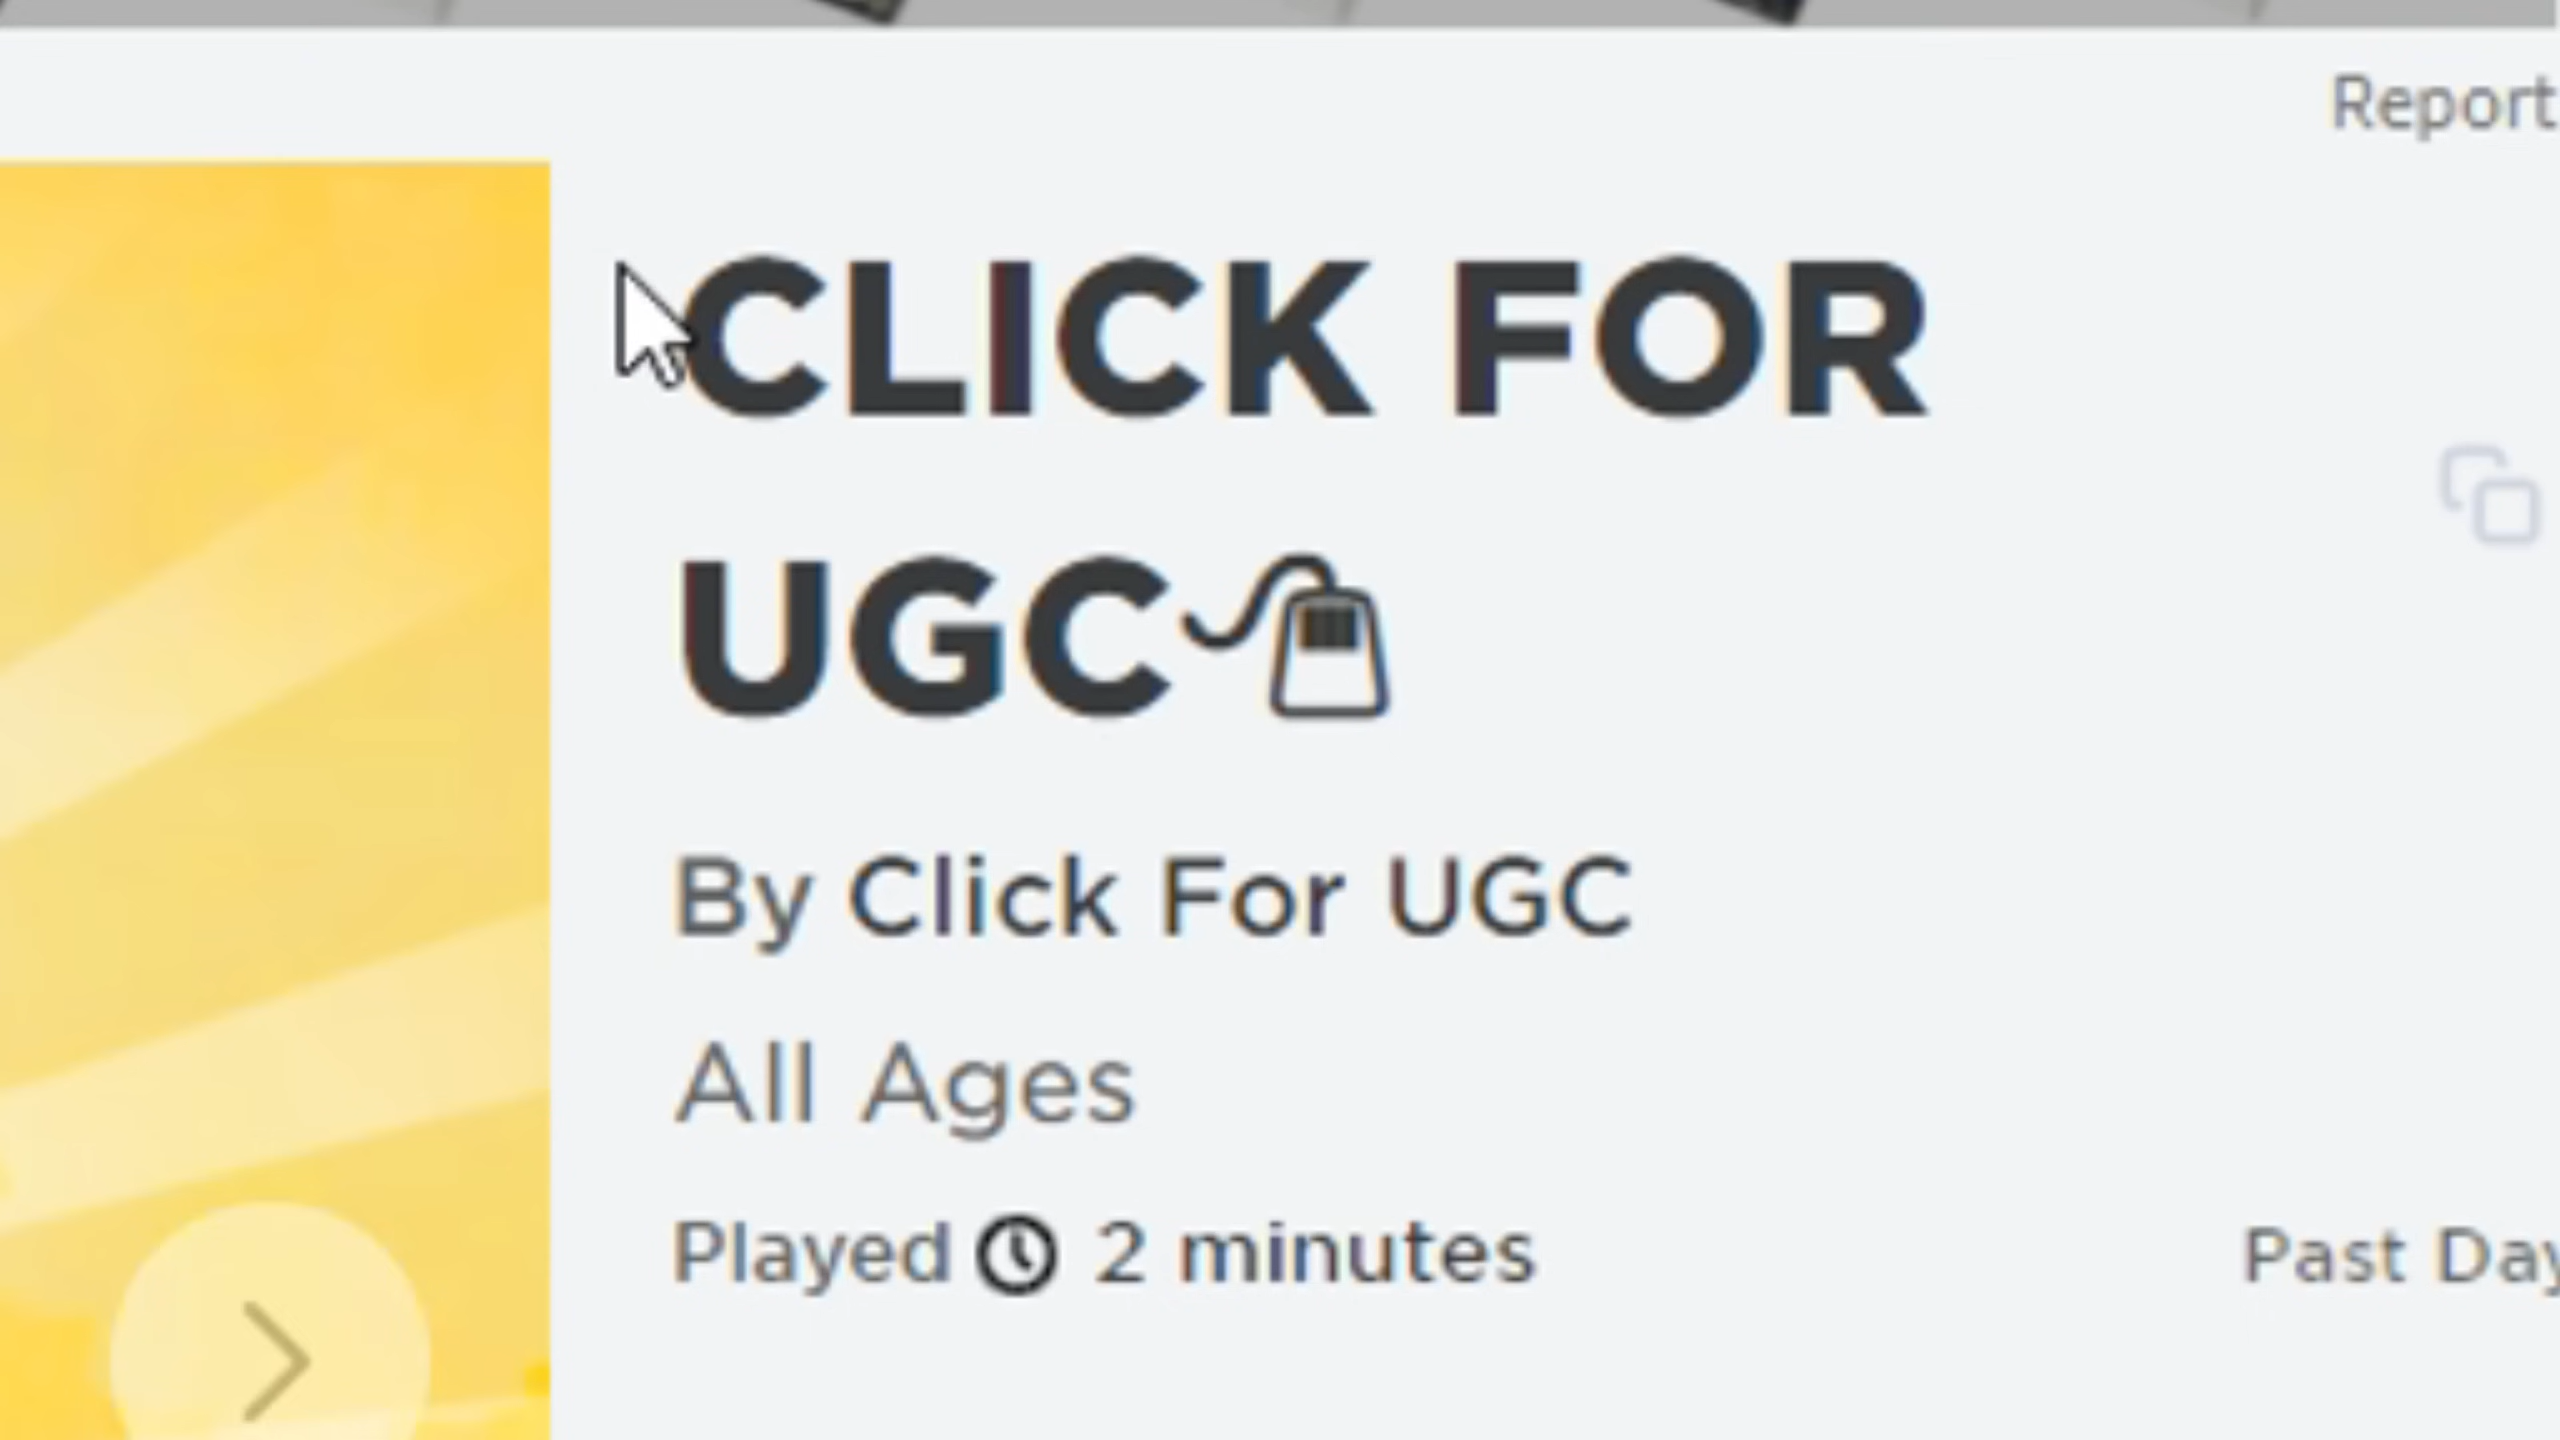 Report
CLICK FOR
UGC🖱
By Click For UGC
All Ages
Played 2 minutes
Past Day